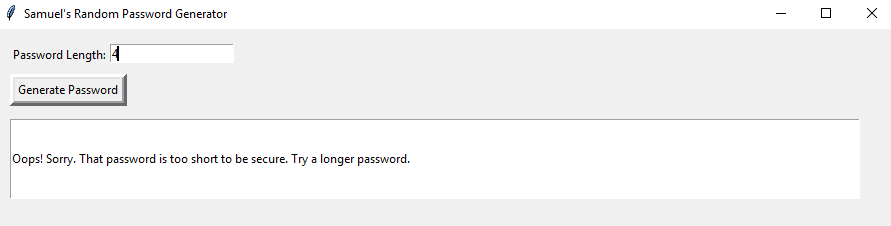 Samuel's Random Password Generator
Password Length: 4
Generate Password
Oops! Sorry. That password is too short to be secure. Try a longer password.